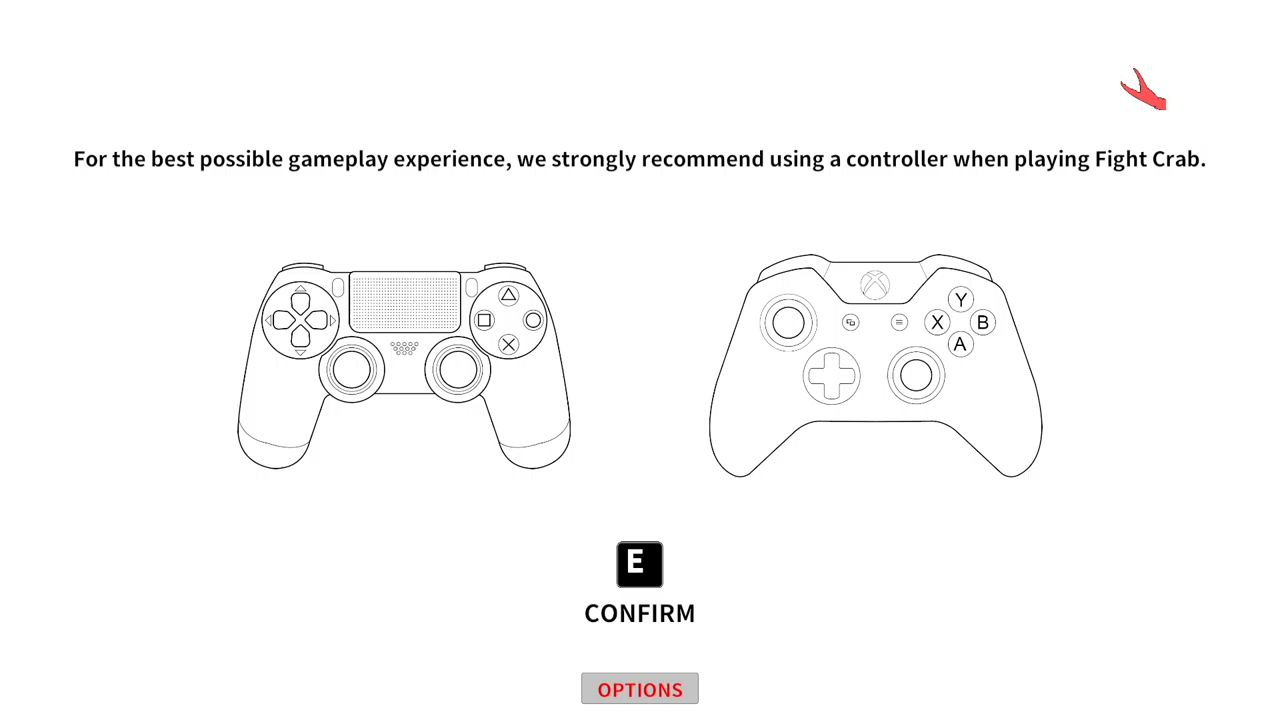 For the best possible gameplay experience, we strongly recommend using a controller when playing Fight Crab.
Y
X B
A
E
CONFIRM
OPTIONS